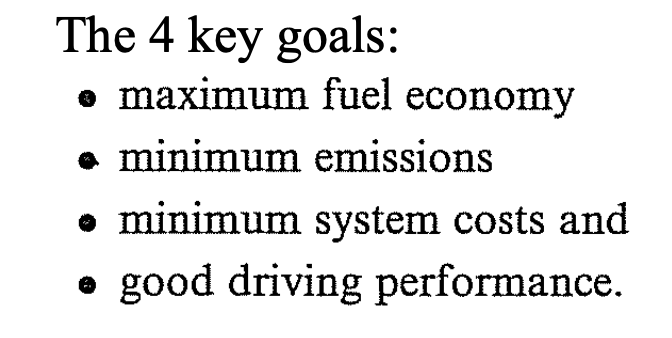 The 4 key goals:
• maximum fuel economy
• minimum emissions
• minimum system costs and
• good driving performance.